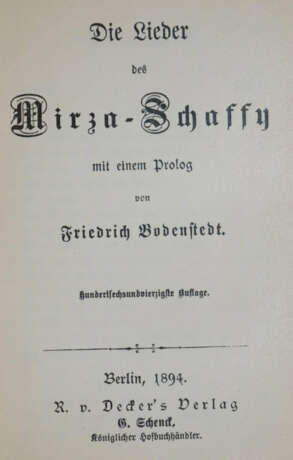 Die Lieder
des
Mirza-Schaffy
mit einem Prolog
von
Friedrich Bodenstedt.
Hundertsechsundvierzigste Auflage.
Berlin, 1894.
R. v. Decker's Verlag
G. Schenck.
Königlicher Hofbuchhändler.